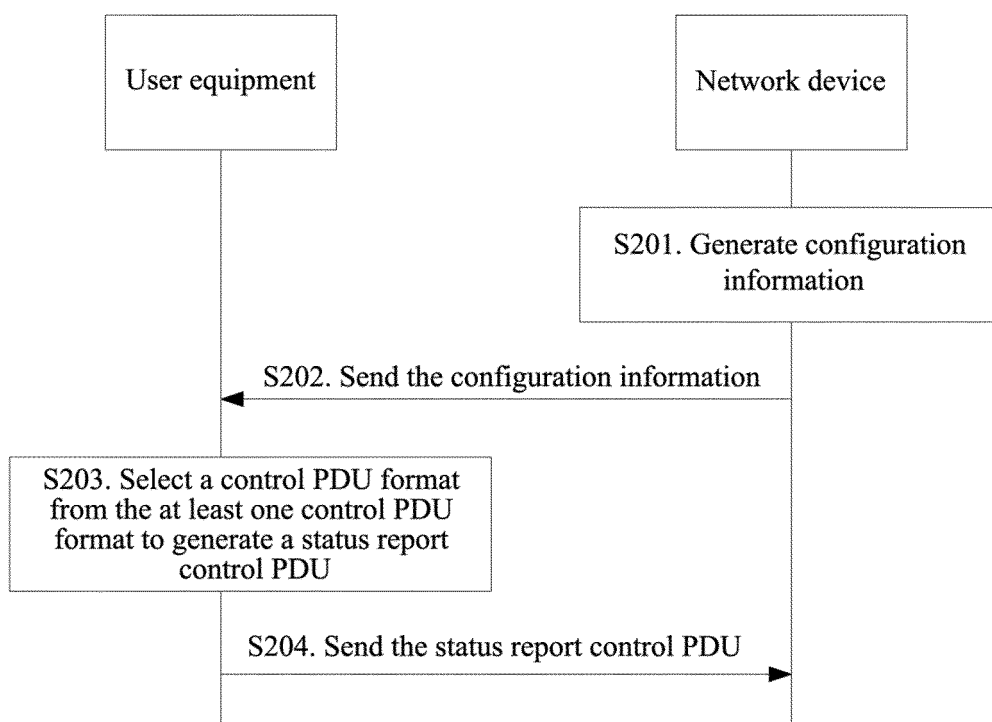 User equipment
Network device
S201. Generate configuration
information
S202. Send the configuration information
S203. Select a control PDU format
from the at least one control PDU
format to generate a status report
control PDU
S204. Send the status report control PDU